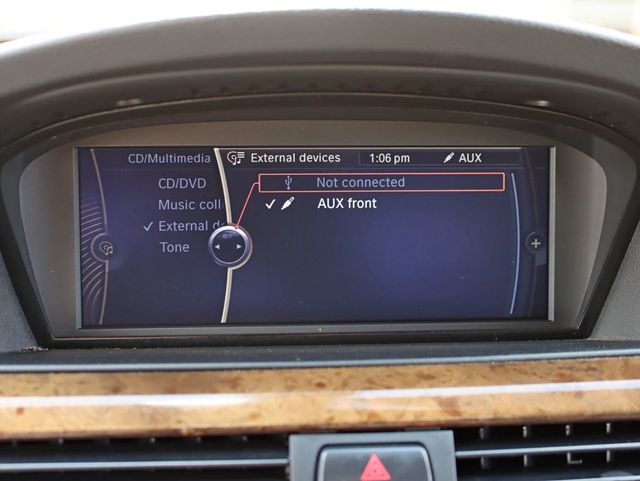 CD/Multimedia External devices 1:06 pm AUX
CD/DVD Not connected
Music coll AUX front
✓ External
Tone